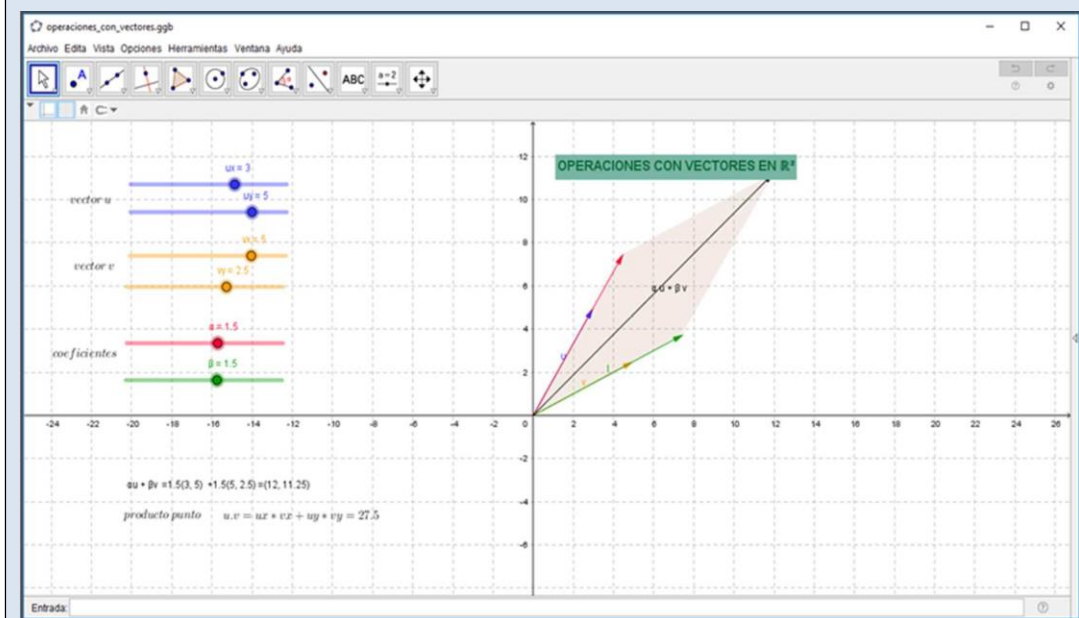 operaciones_con_vectores.ggb
Archivo Edita Vista Opciones Herramientas Ventana Ayuda
A
ABC
a=2
OPERACIONES CON VECTORES EN ℝ²
ux = 3
vector u
uy = 5
vx = 5
vector v
vy = 2.5
α = 1.5
coeficientes
β = 1.5
12
10
8
6
4
2
αu + βv
u
v
-24 -22 -20 -18 -16 -14 -12 -10 -8 -6 -4 -2 0 2 4 6 8 10 12 14 16 18 20 22 24 26
-2
-4
-6
αu + βv =1.5(3, 5) +1.5(5, 2.5)=(12, 11.25)
producto punto u.v = ux * vx + uy * vy = 27.5
Entrada: